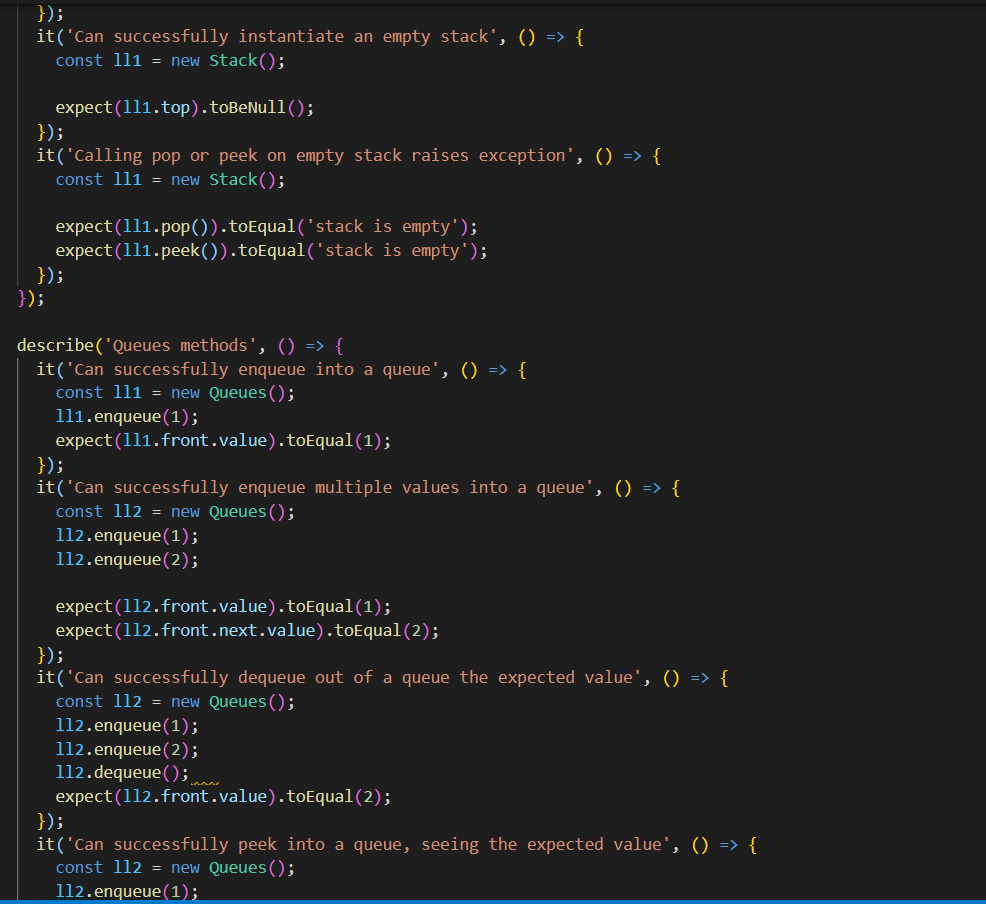 });
it('Can successfully instantiate an empty stack', () => {
const ll1 = new Stack();
expect(ll1.top).toBeNull();
});
it('Calling pop or peek on empty stack raises exception', () => {
const ll1 = new Stack();
expect(ll1.pop()).toEqual('stack is empty');
expect(ll1.peek()).toEqual('stack is empty');
});
});
describe('Queues methods', () => {
it('Can successfully enqueue into a queue', () => {
const ll1 = new Queues();
ll1.enqueue(1);
expect(ll1.front.value).toEqual(1);
});
it('Can successfully enqueue multiple values into a queue', () => {
const ll2 = new Queues();
ll2.enqueue(1);
ll2.enqueue(2);
expect(ll2.front.value).toEqual(1);
expect(ll2.front.next.value).toEqual(2);
});
it('Can successfully dequeue out of a queue the expected value', () => {
const ll2 = new Queues();
ll2.enqueue(1);
ll2.enqueue(2);
ll2.dequeue();
expect(ll2.front.value).toEqual(2);
});
it('Can successfully peek into a queue, seeing the expected value', () => {
const ll2 = new Queues();
ll2.enqueue(1);